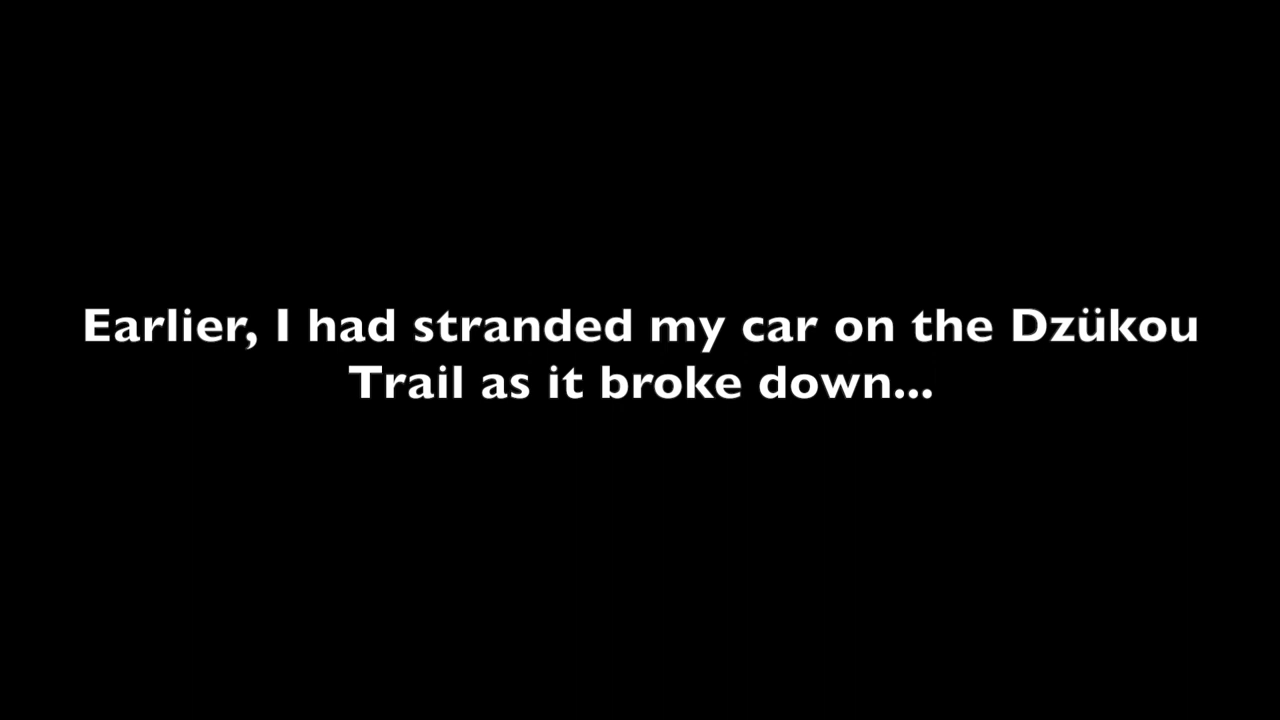 Earlier, I had stranded my car on the Dzükou
Trail as it broke down...